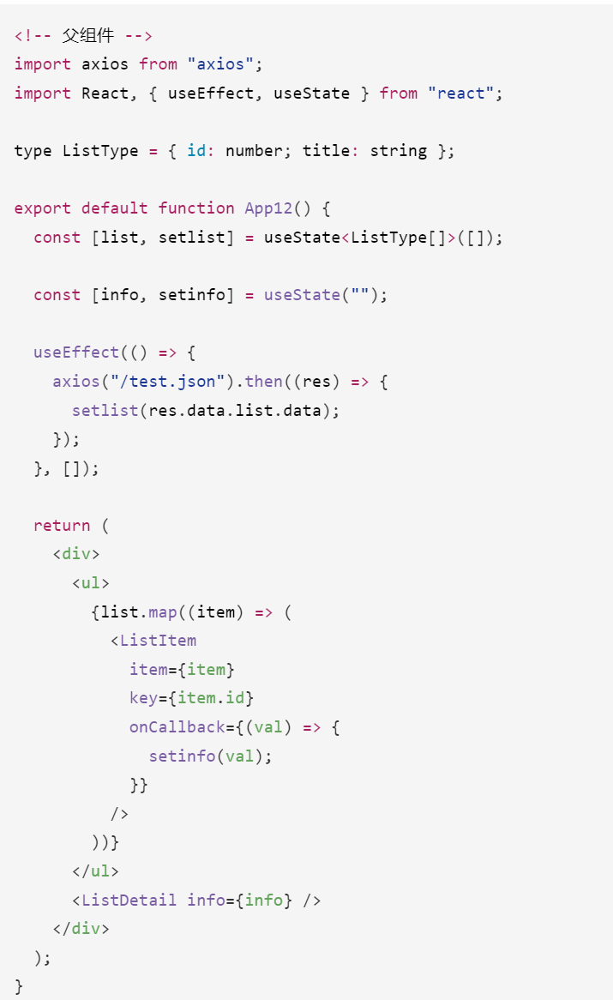 <!-- 父组件 -->
import axios from "axios";
import React, { useEffect, useState } from "react";

type ListType = { id: number; title: string };

export default function App12() {
  const [list, setlist] = useState<ListType[]>([]);

  const [info, setinfo] = useState("");

  useEffect(() => {
    axios("/test.json").then((res) => {
      setlist(res.data.list.data);
    });
  }, []);

  return (
    <div>
      <ul>
        {list.map((item) => (
          <ListItem
            item={item}
            key={item.id}
            onCallback={(val) => {
              setinfo(val);
            }}
          />
        ))}
      </ul>
      <ListDetail info={info} />
    </div>
  );
}